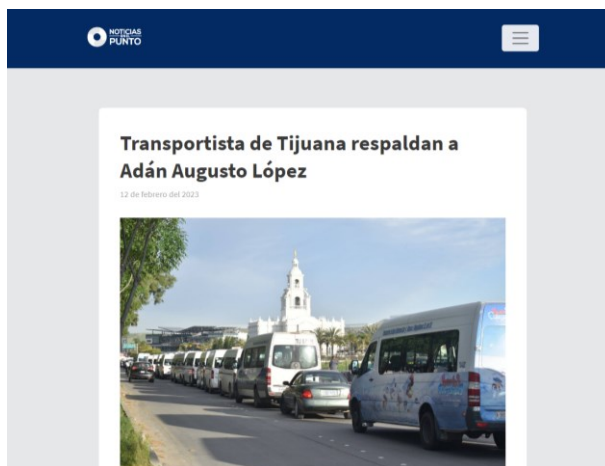 NOTICIAS
PUNTO
Transportista de Tijuana respaldan a
Adán Augusto López
12 de febrero del 2023